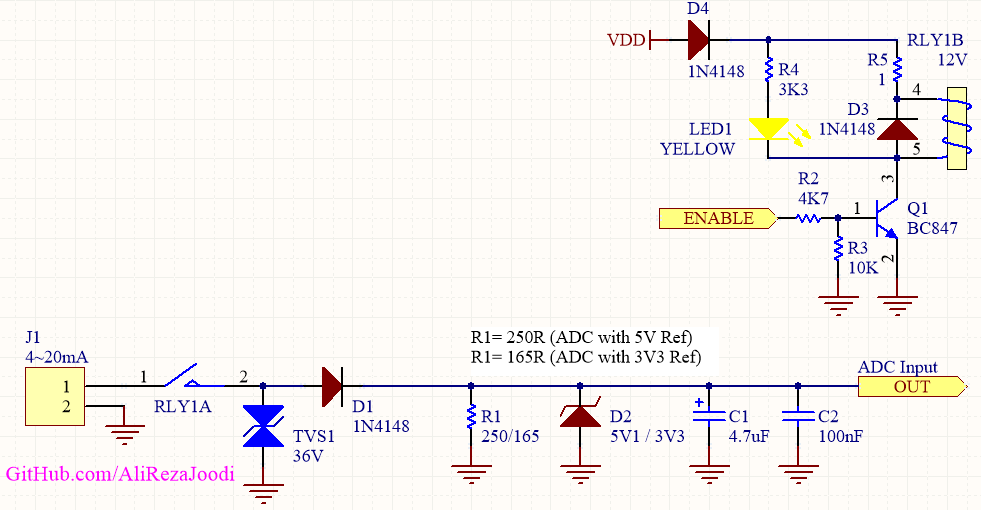 D4
VDD
1N4148
RLY1B
12V
R5
1
R4
3K3
4
D3
1N4148
LED1
YELLOW
5
3
R2
4K7
ENABLE
1
Q1
BC847
R3
10K
2
R1= 250R (ADC with 5V Ref)
R1= 165R (ADC with 3V3 Ref)
J1
4~20mA
1
2
1
2
RLY1A
D1
1N4148
TVS1
36V
R1
250/165
D2
5V1 / 3V3
+
C1
4.7uF
C2
100nF
ADC Input
OUT
GitHub.com/AliRezaJoodi